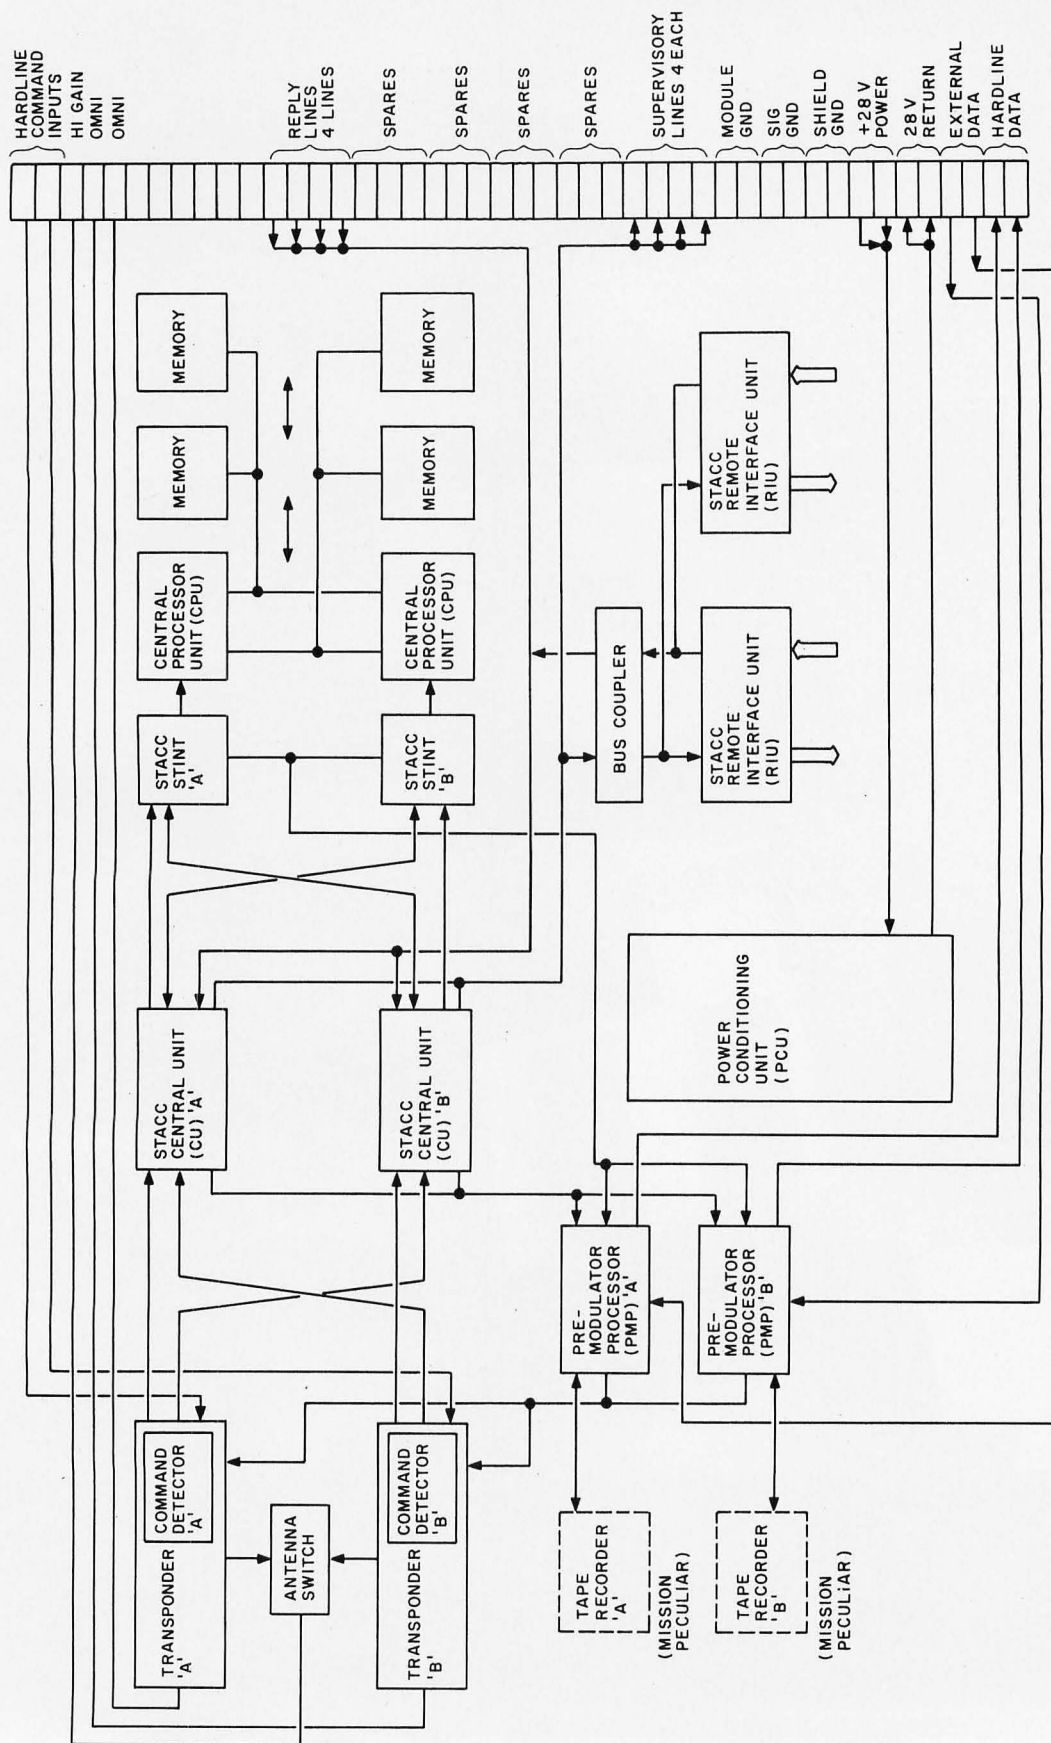 HARDLINE
COMMAND
INPUTS
HI GAIN
OMNI
OMNI
REPLY
LINES
4 LINES
SPARES
SPARES
SPARES
SPARES
SUPERVISORY
LINES 4 EACH
MODULE
GND
SIG
GND
SHIELD
GND
+28V
POWER
28V
RETURN
EXTERNAL
DATA
HARDLINE
DATA
MEMORY
MEMORY
MEMORY
MEMORY
CENTRAL
PROCESSOR
UNIT (CPU)
CENTRAL
PROCESSOR
UNIT (CPU)
STACC
STINT
'A'
STACC
STINT
'B'
BUS COUPLER
STACC
REMOTE
INTERFACE UNIT
(RIU)
STACC
REMOTE
INTERFACE UNIT
(RIU)
STACC
CENTRAL UNIT
(CU) 'A'
STACC
CENTRAL UNIT
(CU) 'B'
POWER
CONDITIONING
UNIT
(PCU)
PRE-
MODULATOR
PROCESSOR
(PMP) 'A'
PRE-
MODULATOR
PROCESSOR
(PMP) 'B'
COMMAND
DETECTOR
'A'
TRANSPONDER
'A'
ANTENNA
SWITCH
COMMAND
DETECTOR
'B'
TRANSPONDER
'B'
TAPE
RECORDER
'A'
(MISSION
PECULIAR)
TAPE
RECORDER
'B'
(MISSION
PECULIAR)